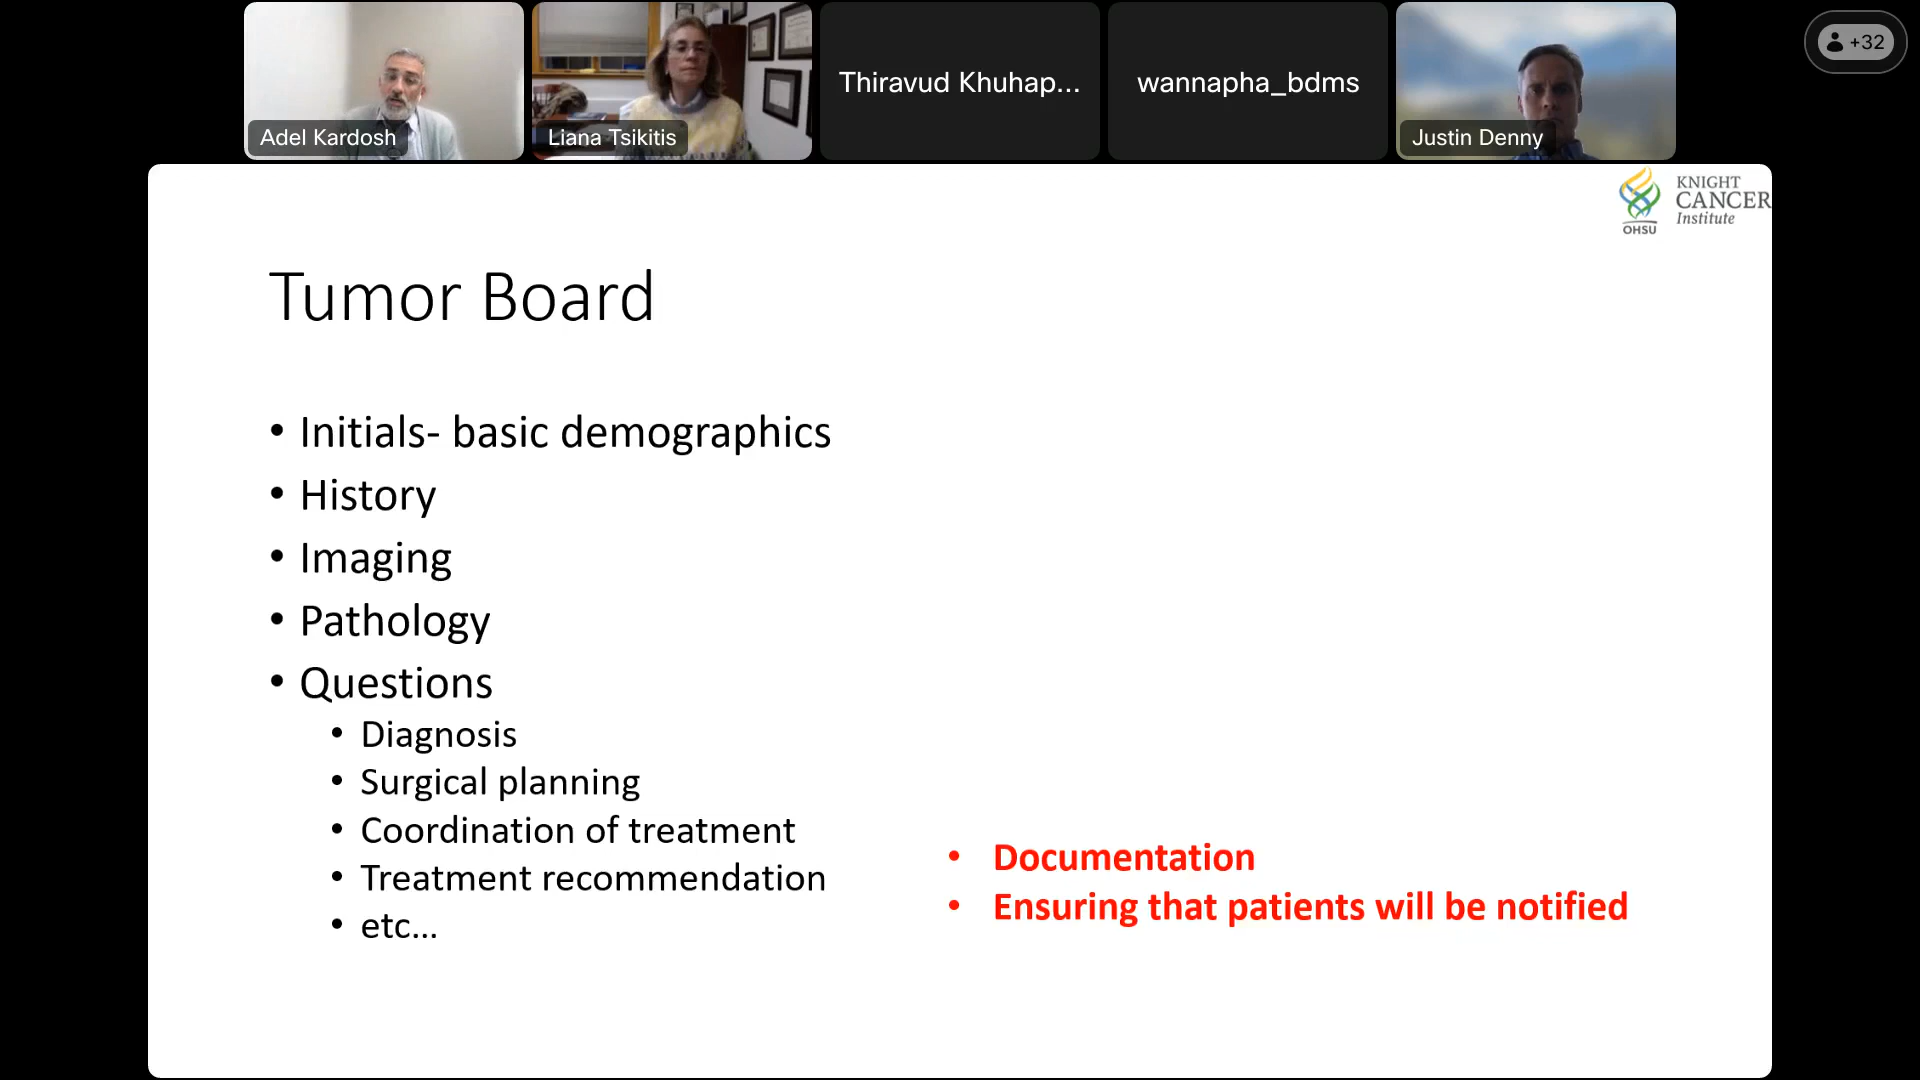 Adel Kardosh
Liana Tsikitis
Thiravud Khuhap...
wannapha_bdms
Justin Denny
+32
KNIGHT
CANCER
Institute
OHSU
Tumor Board
• Initials- basic demographics
• History
• Imaging
• Pathology
• Questions
• Diagnosis
• Surgical planning
• Coordination of treatment
• Treatment recommendation
• etc...
• Documentation
• Ensuring that patients will be notified